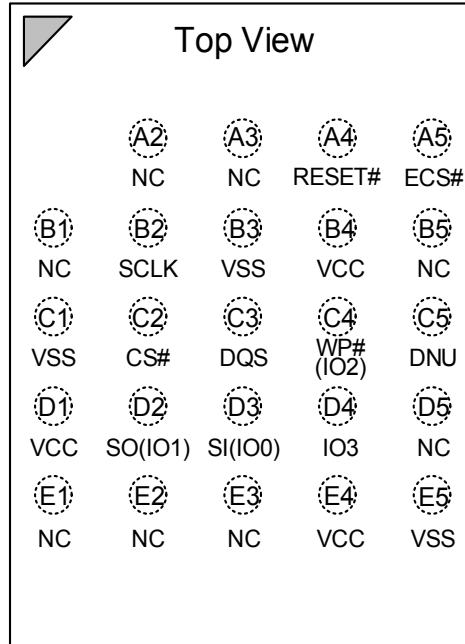 Top View
A2 A3 A4 A5
NC NC RESET# ECS#
B1 B2 B3 B4 B5
NC SCLK VSS VCC NC
C1 C2 C3 C4 C5
VSS CS# DQS WP# DNU
(IO2)
D1 D2 D3 D4 D5
VCC SO(IO1) SI(IO0) IO3 NC
E1 E2 E3 E4 E5
NC NC NC VCC VSS